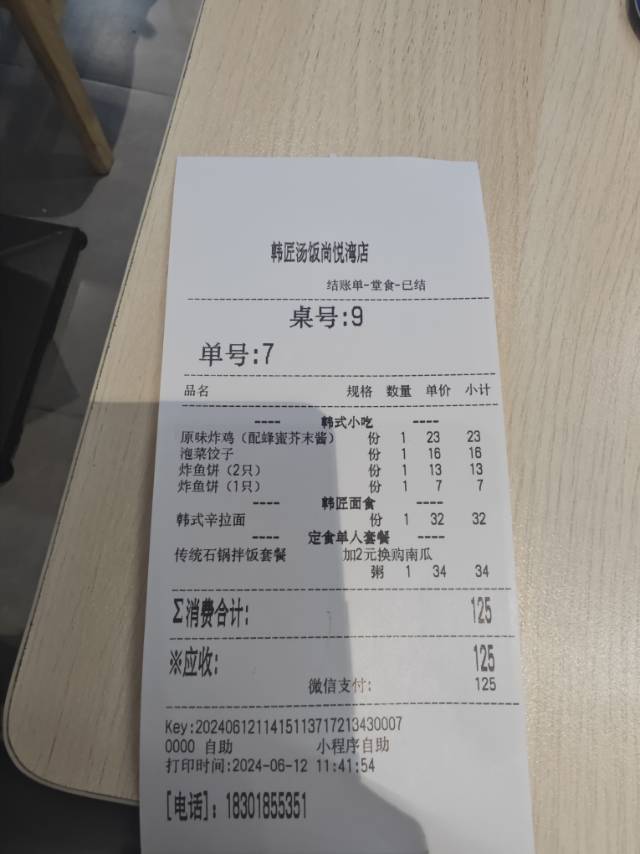 韩匠汤饭尚悦湾店
结账单-堂食-已结
桌号:9
单号:7
品名 规格 数量 单价 小计
---- 韩式小吃 ----
原味炸鸡（配蜂蜜芥末酱） 份 1 23 23
泡菜饺子 份 1 16 16
炸鱼饼（2只） 份 1 13 13
炸鱼饼（1只） 份 1 7 7
---- 韩匠面食 ----
韩式辛拉面 份 1 32 32
---- 定食单人套餐 ----
传统石锅拌饭套餐 加2元换购南瓜
粥 1 34 34
Σ消费合计: 125
※应收: 125
微信支付: 125
Key:2024061211415113717213430007
0000 自助 小程序自助
打印时间:2024-06-12 11:41:54
[电话]: 18301855351